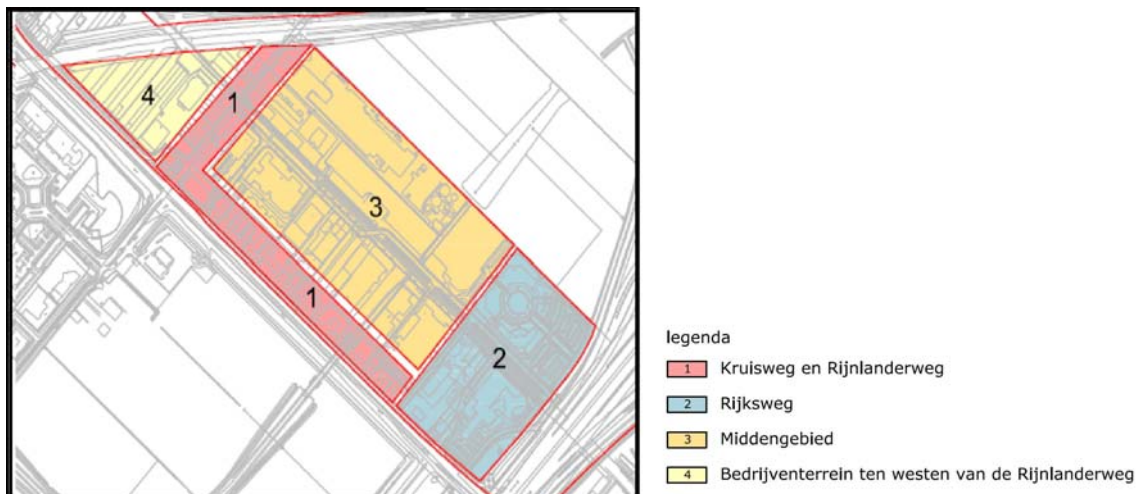 4
1
3
1
2
legenda
1 Kruisweg en Rijnlanderweg
2 Rijksweg
3 Middengebied
4 Bedrijventerrein ten westen van de Rijnlanderweg